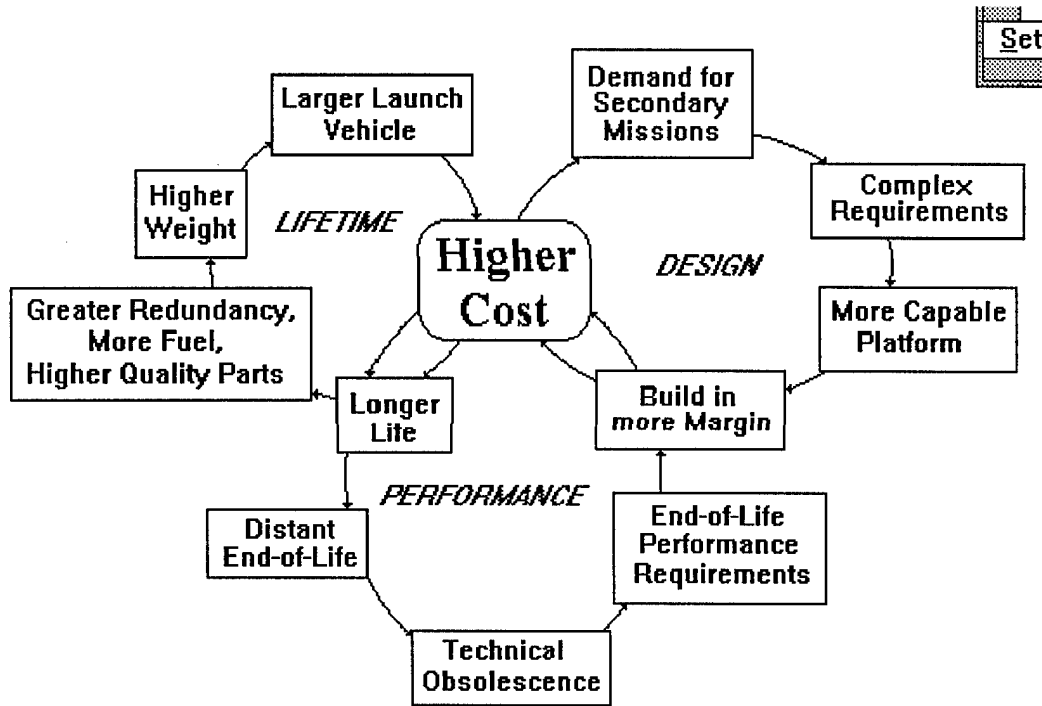 Set
Larger Launch
Vehicle
Demand for
Secondary
Missions
Higher
Weight
LIFETIME
Complex
Requirements
Higher
Cost
DESIGN
Greater Redundancy,
More Fuel,
Higher Quality Parts
More Capable
Platform
Longer
Life
Build in
more Margin
PERFORMANCE
Distant
End-of-Life
End-of-Life
Performance
Requirements
Technical
Obsolescence